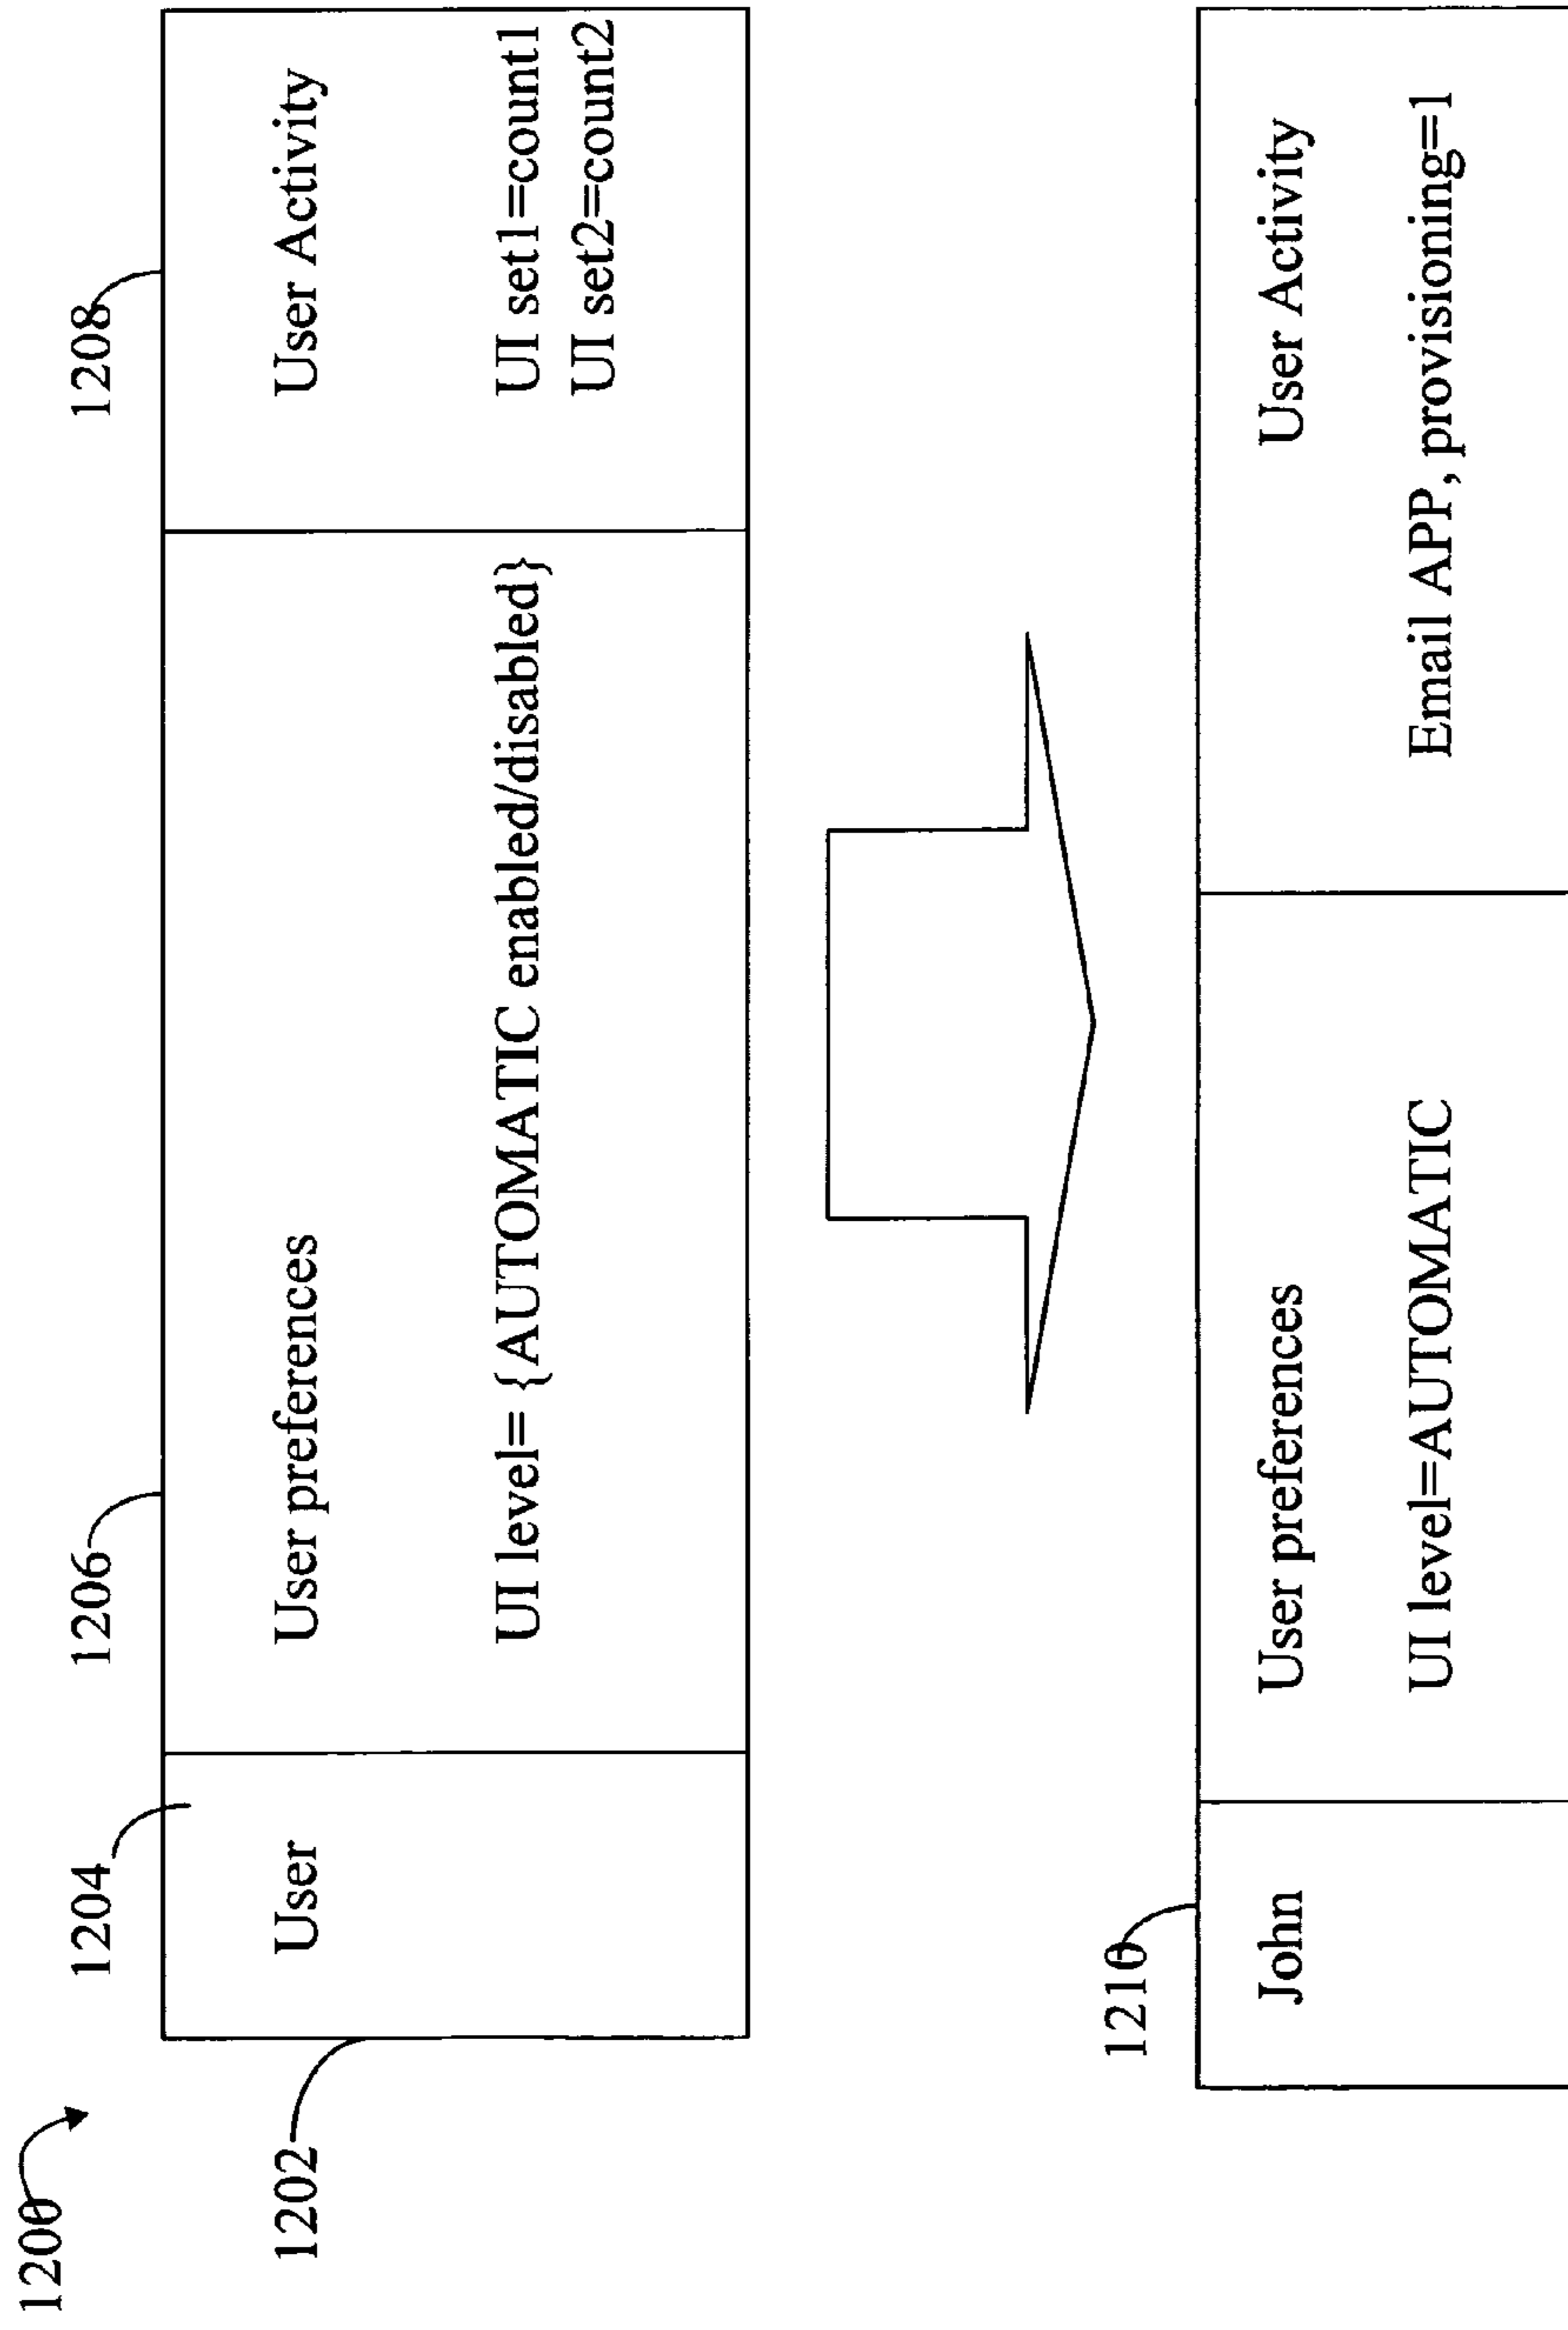 1200
1202
1204
1206
1208
User
User preferences
UI level= {AUTOMATIC enabled/disabled}
User Activity
UI set1=count1
UI set2=count2
1210
John
User preferences
UI level=AUTOMATIC
User Activity
Email APP, provisioning=1